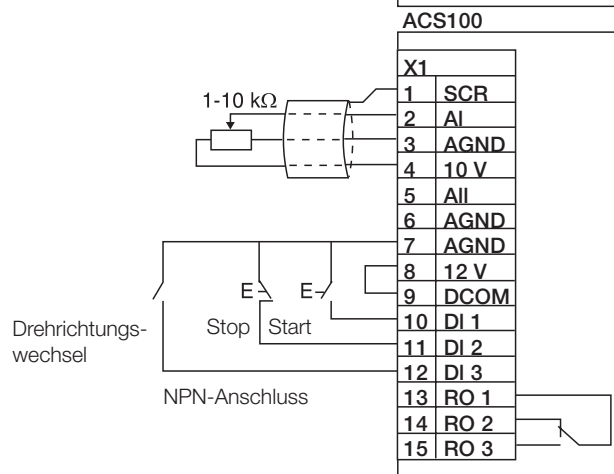 ACS100
X1
1 SCR
1-10 kΩ
2 AI
3 AGND
4 10 V
5 AII
6 AGND
7 AGND
8 12 V
9 DCOM
E E
10 DI 1
Drehrichtungs-
wechsel
Stop Start
11 DI 2
12 DI 3
NPN-Anschluss
13 RO 1
14 RO 2
15 RO 3